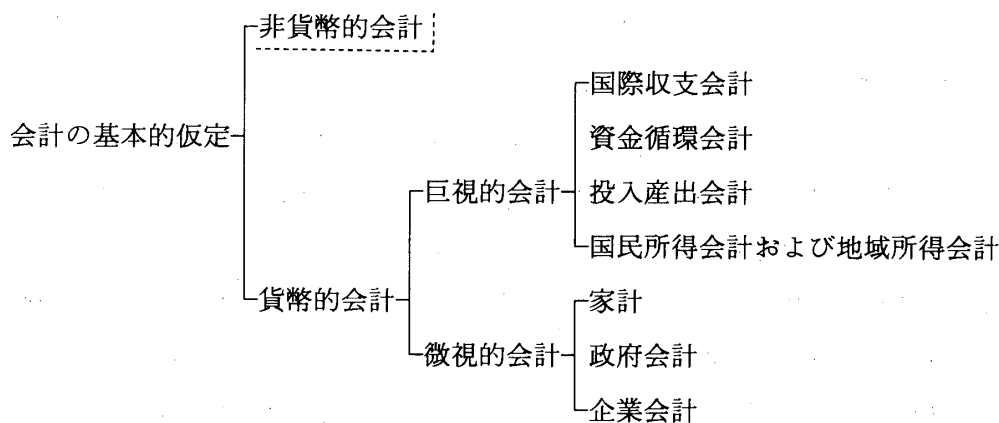 非貨幣的会計
国際収支会計
会計の基本的仮定
資金循環会計
巨視的会計
投入産出会計
国民所得会計および地域所得会計
貨幣的会計
家計
微視的会計
政府会計
企業会計